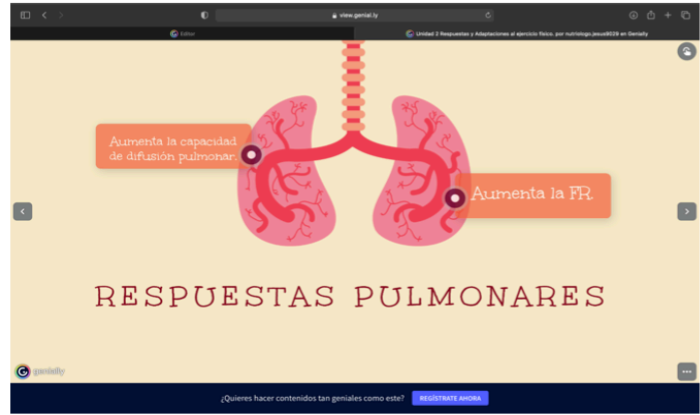 view.genial.ly
Editor
Unidad 2 Respuestas y Adaptaciones al ejercicio físico. por nutriologo.jesus9029 en Genially
Aumenta la capacidad
de difusión pulmonar.
Aumenta la FR.
RESPUESTAS PULMONARES
genially
¿Quieres hacer contenidos tan geniales como este?
REGÍSTRATE AHORA